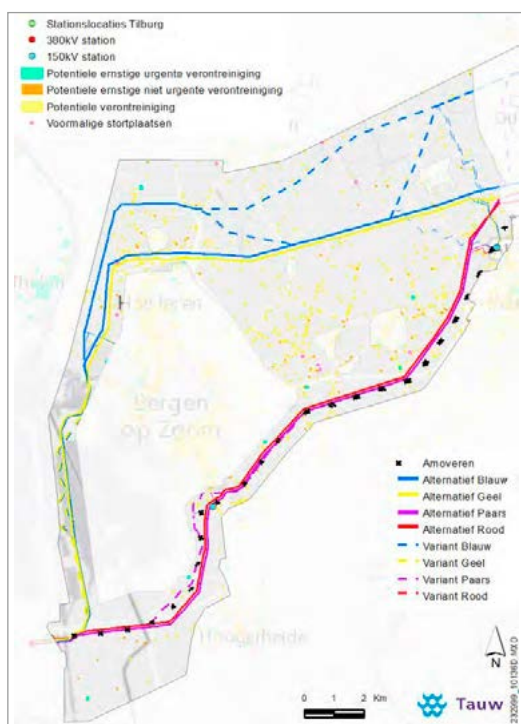 Stationslocaties Tilburg
380kV station
150kV station
Potentiele ernstige urgente verontreiniging
Potentiele ernstige niet urgente verontreiniging
Potentiele verontreiniging
Voormalige stortplaatsen
Bergen
op Zoom
Amoveren
Alternatief Blauw
Alternatief Geel
Alternatief Paars
Alternatief Rood
Variant Blauw
Variant Geel
Variant Paars
Variant Rood
Hoogerheide
N
0 1 2 Km
Tauw